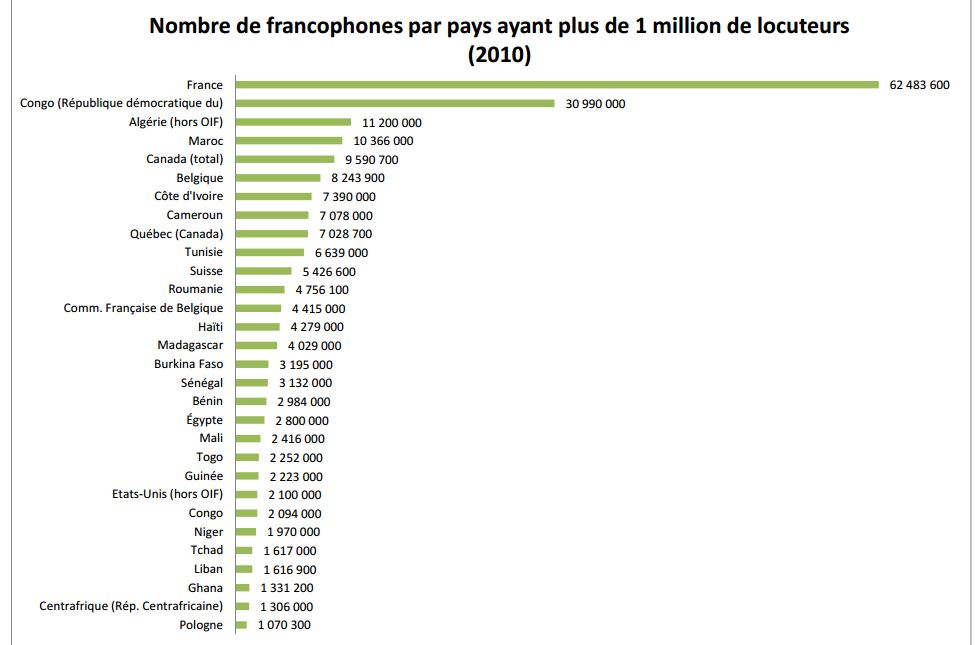 Nombre de francophones par pays ayant plus de 1 million de locuteurs
(2010)
France 62 483 600
Congo (République démocratique du) 30 990 000
Algérie (hors OIF) 11 200 000
Maroc 10 366 000
Canada (total) 9 590 700
Belgique 8 243 900
Côte d'Ivoire 7 390 000
Cameroun 7 078 000
Québec (Canada) 7 028 700
Tunisie 6 639 000
Suisse 5 426 600
Roumanie 4 756 100
Comm. Française de Belgique 4 415 000
Haïti 4 279 000
Madagascar 4 029 000
Burkina Faso 3 195 000
Sénégal 3 132 000
Bénin 2 984 000
Égypte 2 800 000
Mali 2 416 000
Togo 2 252 000
Guinée 2 223 000
Etats-Unis (hors OIF) 2 100 000
Congo 2 094 000
Niger 1 970 000
Tchad 1 617 000
Liban 1 616 900
Ghana 1 331 200
Centrafrique (Rép. Centrafricaine) 1 306 000
Pologne 1 070 300